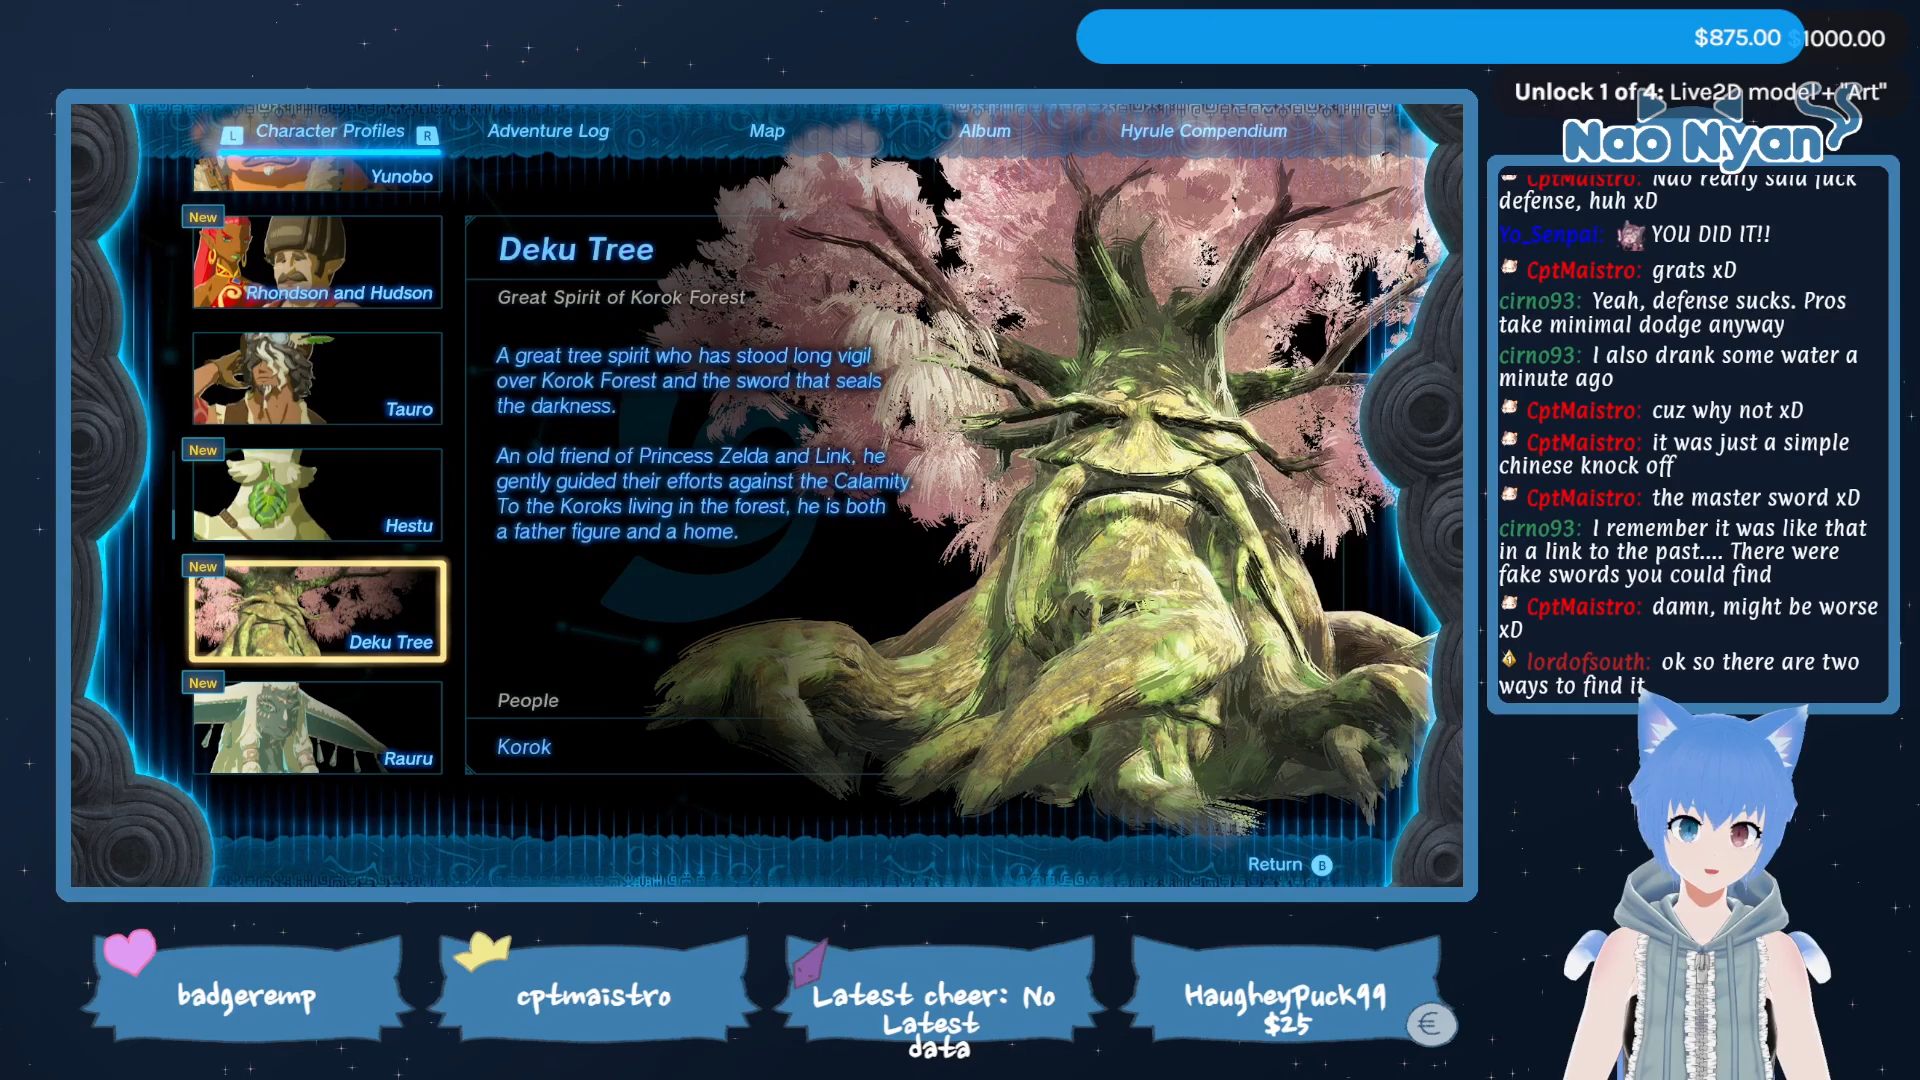 $875.00 $1000.00
Unlock 1 of 4: Live2D model + "Art"
Nao Nyan
L Character Profiles R Adventure Log Map Album Hyrule Compendium
Yunobo
New
Rhondson and Hudson
Tauro
New
Hestu
New
Deku Tree
New
Rauru
Deku Tree
Great Spirit of Korok Forest
A great tree spirit who has stood long vigil
over Korok Forest and the sword that seals
the darkness.
An old friend of Princess Zelda and Link, he
gently guided their efforts against the Calamity.
To the Koroks living in the forest, he is both
a father figure and a home.
People
Korok
Return B
CptMaistro: Nao really said fuck
defense, huh xD
Yo_Senpai: YOU DID IT!!
CptMaistro: grats xD
cirno93: Yeah, defense sucks. Pros
take minimal dodge anyway
cirno93: I also drank some water a
minute ago
CptMaistro: cuz why not xD
CptMaistro: it was just a simple
chinese knock off
CptMaistro: the master sword xD
cirno93: I remember it was like that
in a link to the past.... There were
fake swords you could find
CptMaistro: damn, might be worse
xD
lordofsouth: ok so there are two
ways to find it
badgeremp
cptmaistro
Latest cheer: No
Latest
data
HaugheyPuck99
$25
€